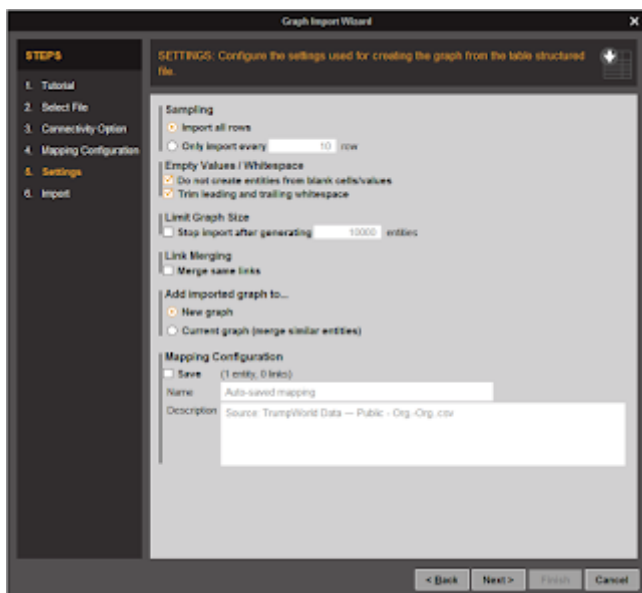 Graph Import Wizard
STEPS
1. Tutorial
2. Select File
3. Connectivity Option
4. Mapping Configuration
5. Settings
6. Import
SETTINGS: Configure the settings used for creating the graph from the table structured
file.
Sampling
Import all rows
Only import every 10 row
Empty Values / Whitespace
Do not create entities from blank cells/values
Trim leading and trailing whitespace
Limit Graph Size
Stop import after generating 10000 entities
Link Merging
Merge same links
Add imported graph to...
New graph
Current graph (merge similar entities)
Mapping Configuration
Save (1 entity, 0 links)
Name Auto-saved mapping
Description Source: TrumpWorld Data — Public - Org.-Org. csv
< Back Next > Finish Cancel